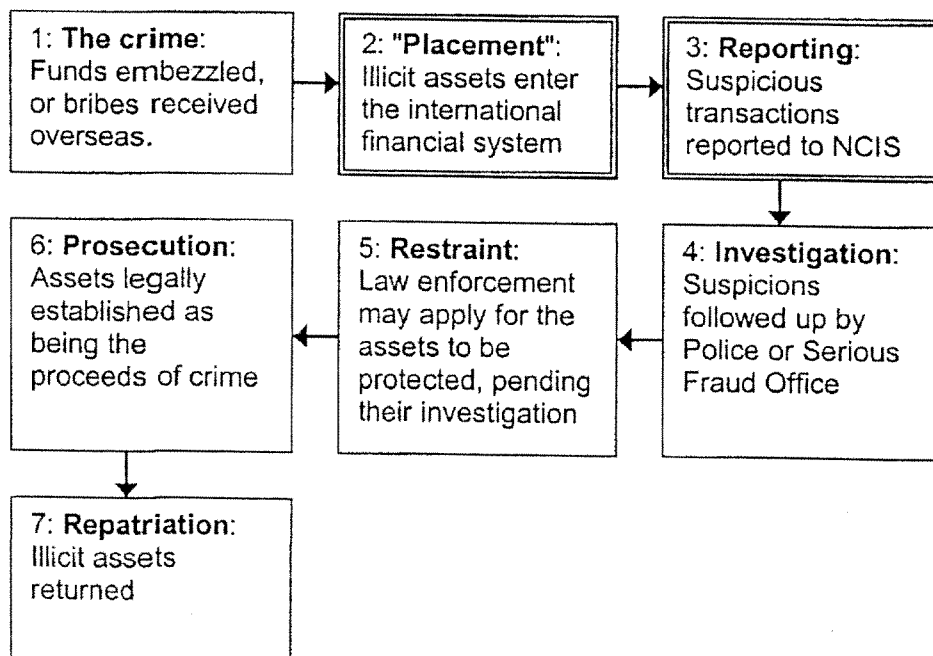 1: The crime:
Funds embezzled,
or bribes received
overseas.
2: "Placement":
Illicit assets enter
the international
financial system
3: Reporting:
Suspicious
transactions
reported to NCIS
4: Investigation:
Suspicions
followed up by
Police or Serious
Fraud Office
5: Restraint:
Law enforcement
may apply for the
assets to be
protected, pending
their investigation
6: Prosecution:
Assets legally
established as
being the
proceeds of crime
7: Repatriation:
Illicit assets
returned